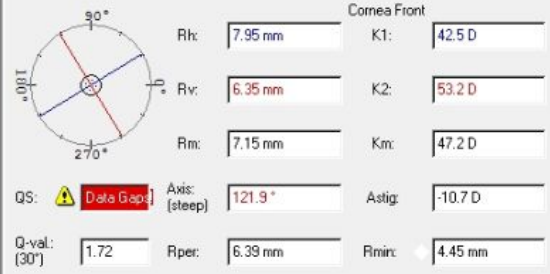 Cornea Front
90°
180°
0°
270°
Rh: 7.95 mm K1: 42.5 D
Rv: 6.35 mm K2: 53.2 D
Rm: 7.15 mm Km: 47.2 D
QS: Data Gaps! Axis: (steep) 121.9 ° Astig: -10.7 D
Q-val.: (30°) 1.72 Rper: 6.39 mm Rmin: 4.45 mm